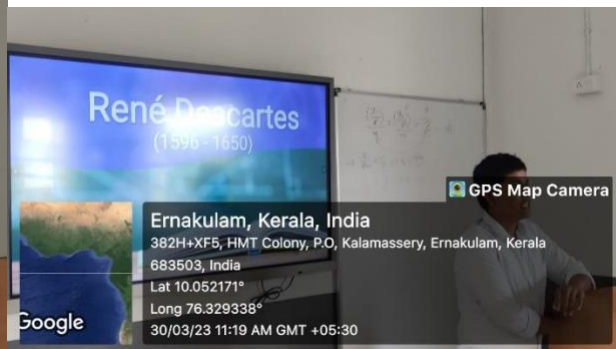 René Descartes
(1596 - 1650)
GPS Map Camera
Ernakulam, Kerala, India
382H+XF5, HMT Colony, P.O, Kalamassery, Ernakulam, Kerala
683503, India
Lat 10.052171°
Long 76.329338°
30/03/23 11:19 AM GMT +05:30
Google